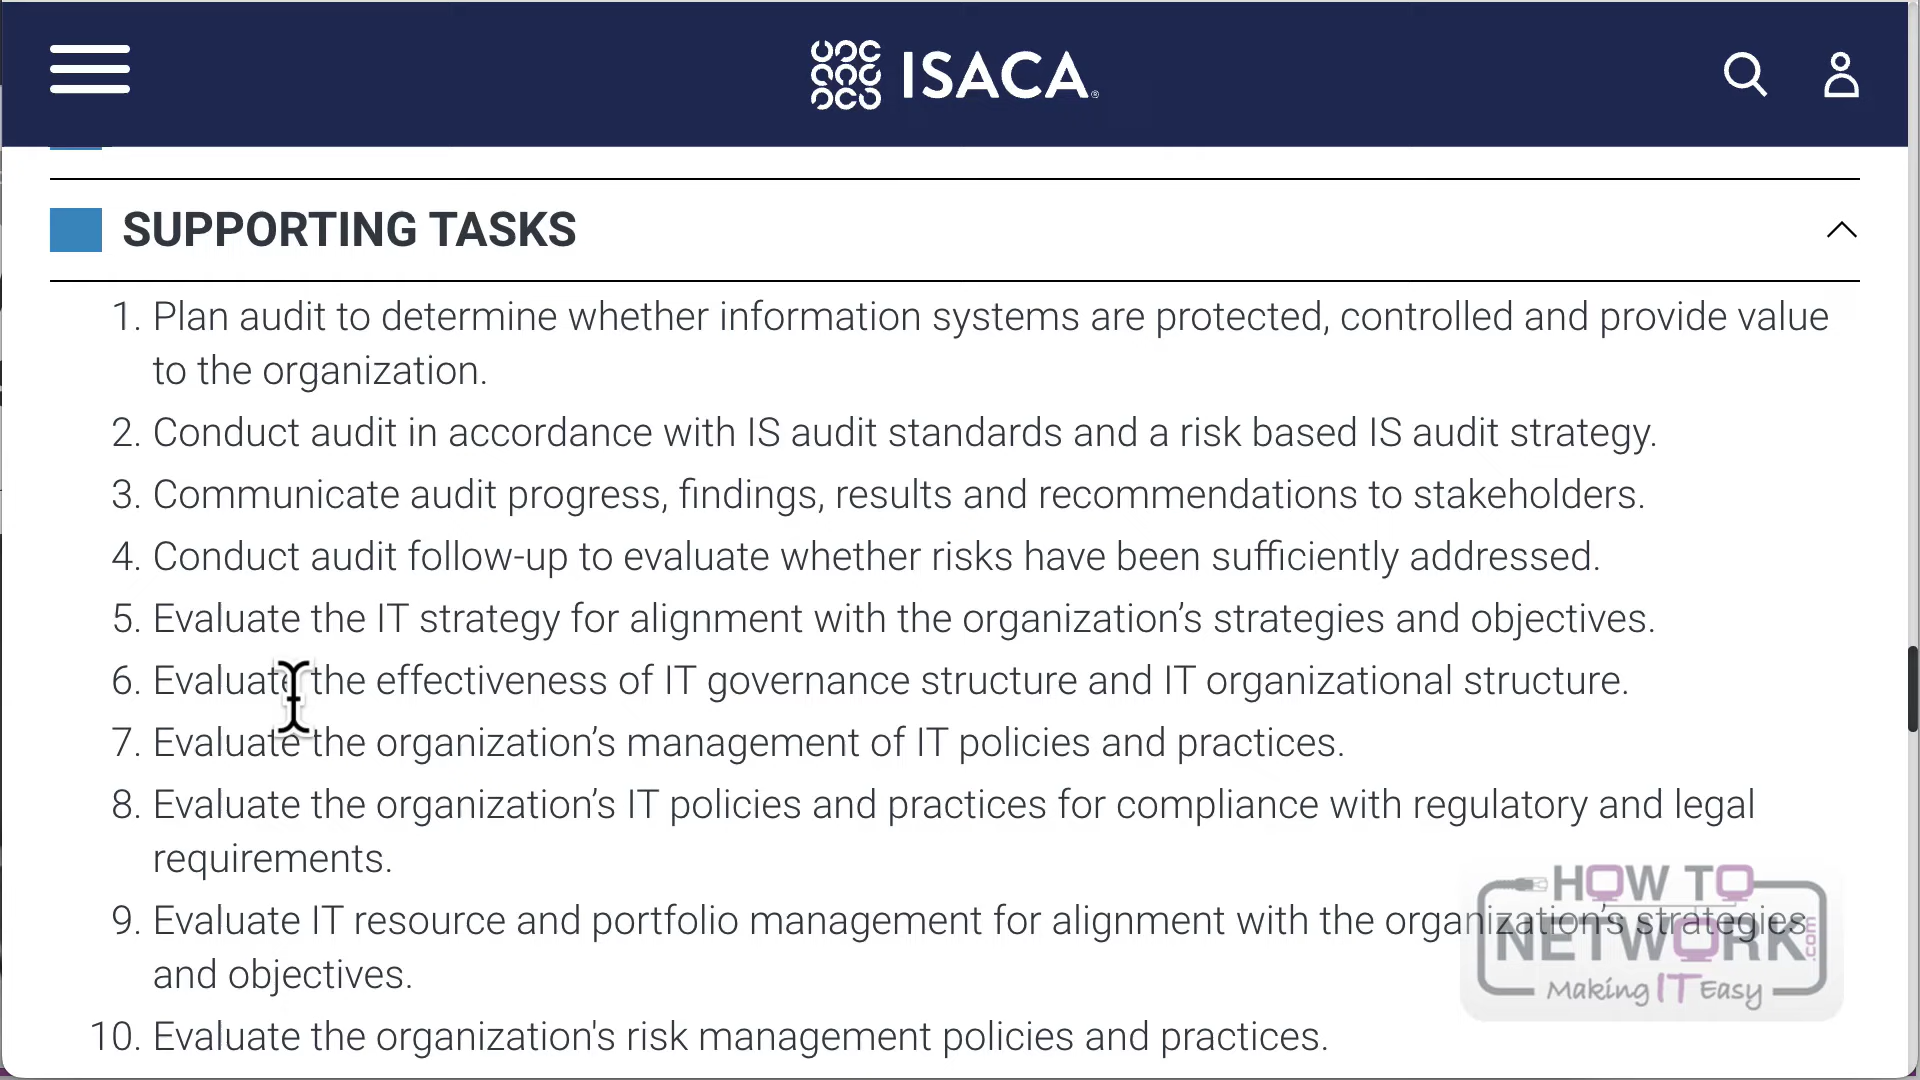 ISACA®
SUPPORTING TASKS
1. Plan audit to determine whether information systems are protected, controlled and provide value
to the organization.
2. Conduct audit in accordance with IS audit standards and a risk based IS audit strategy.
3. Communicate audit progress, findings, results and recommendations to stakeholders.
4. Conduct audit follow-up to evaluate whether risks have been sufficiently addressed.
5. Evaluate the IT strategy for alignment with the organization’s strategies and objectives.
6. Evaluate the effectiveness of IT governance structure and IT organizational structure.
7. Evaluate the organization’s management of IT policies and practices.
8. Evaluate the organization’s IT policies and practices for compliance with regulatory and legal
requirements.
9. Evaluate IT resource and portfolio management for alignment with the organization’s strategies
and objectives.
10. Evaluate the organization's risk management policies and practices.
HOW TO
NETWORK.com
Making IT Easy